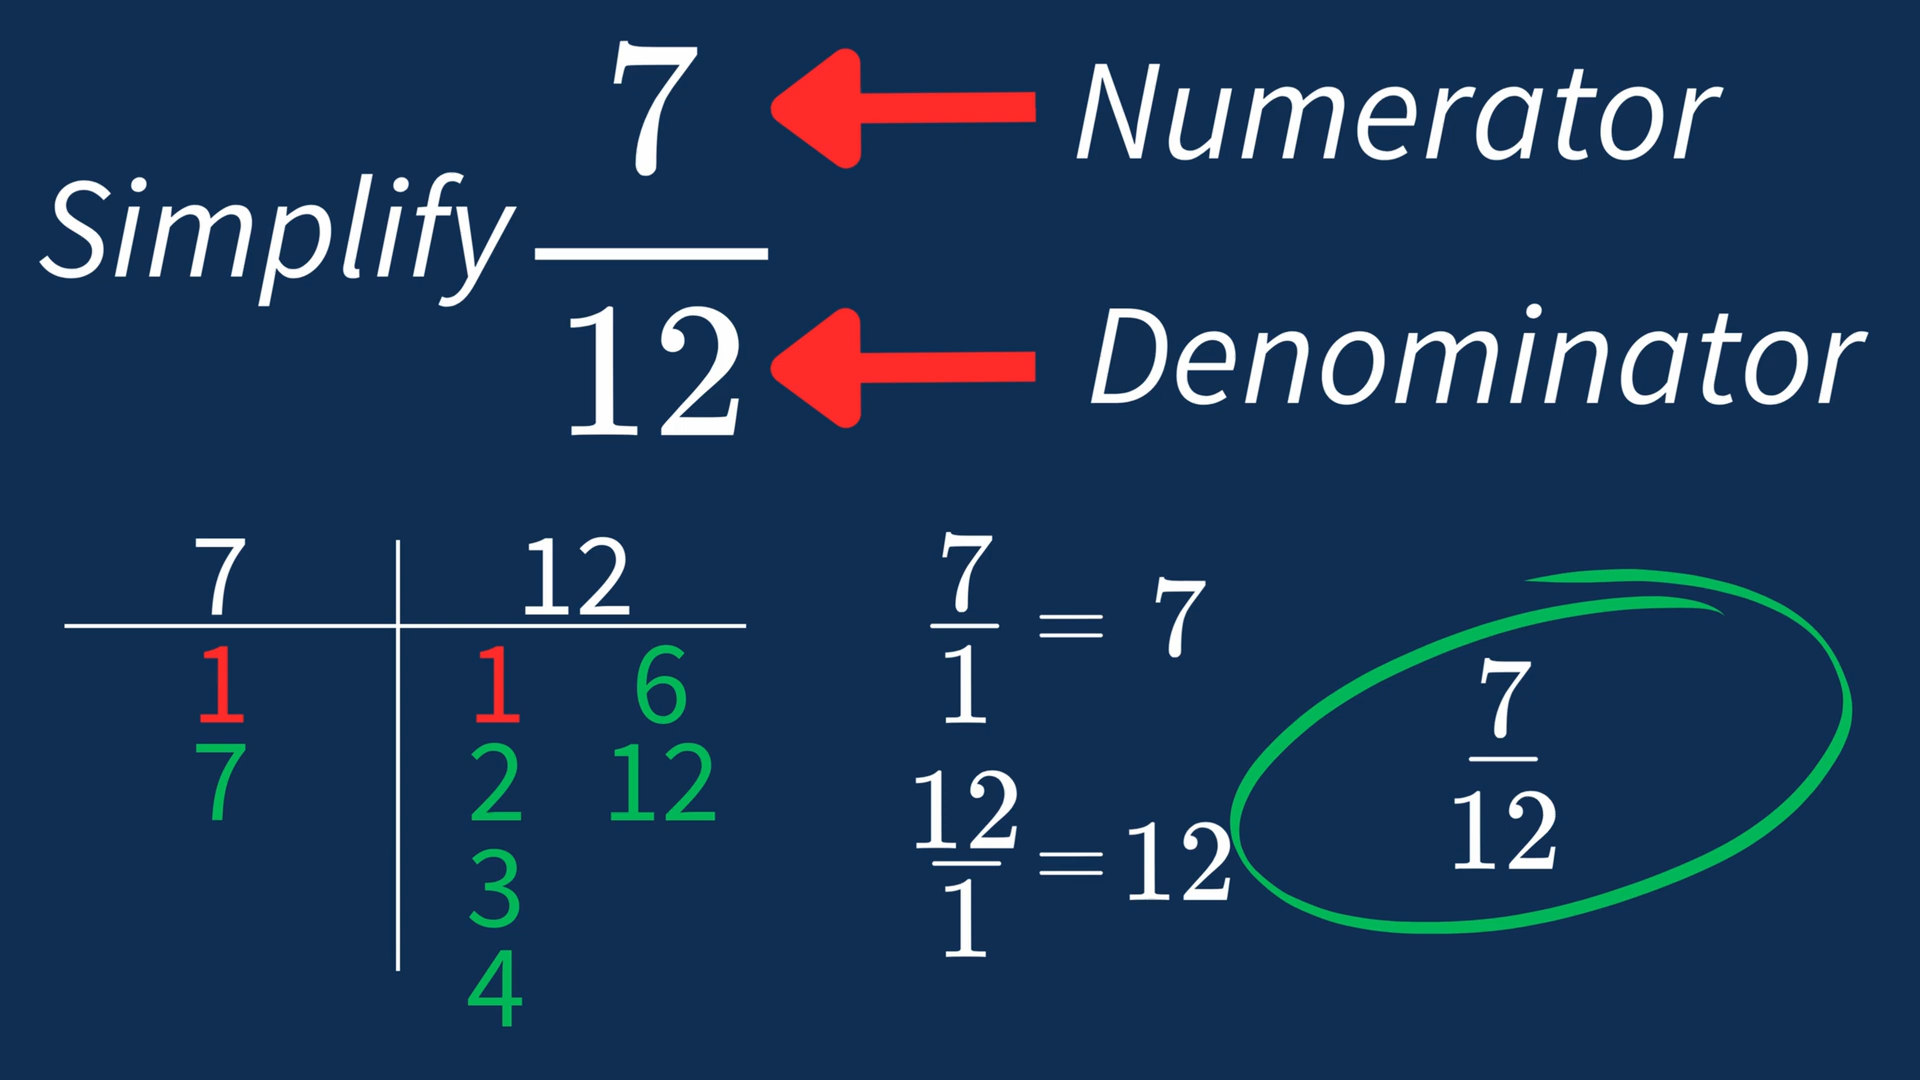 Simplify 7/12
Numerator
Denominator
7 12
1 1 6
7 2 12
3
4
7/1 = 7
12/1 = 12
7/12